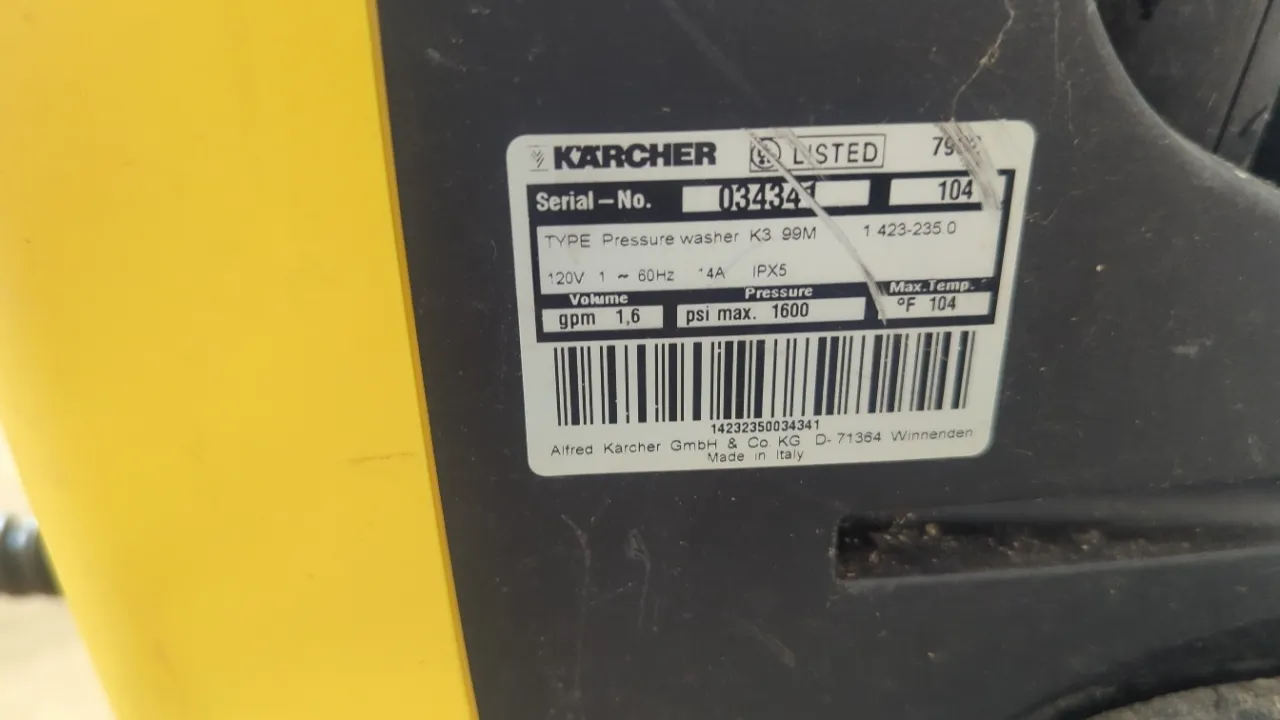 KÄRCHER LISTED
Serial-No. 034341 104
TYPE Pressure washer K3 99M 1 423-235 0
120V 1 ~ 60Hz 14A IPX5
Volume Pressure Max.Temp.
gpm 1,6 psi max. 1600 °F 104
14232350034341
Alfred Kärcher GmbH & Co KG D-71364 Winnenden
Made in Italy